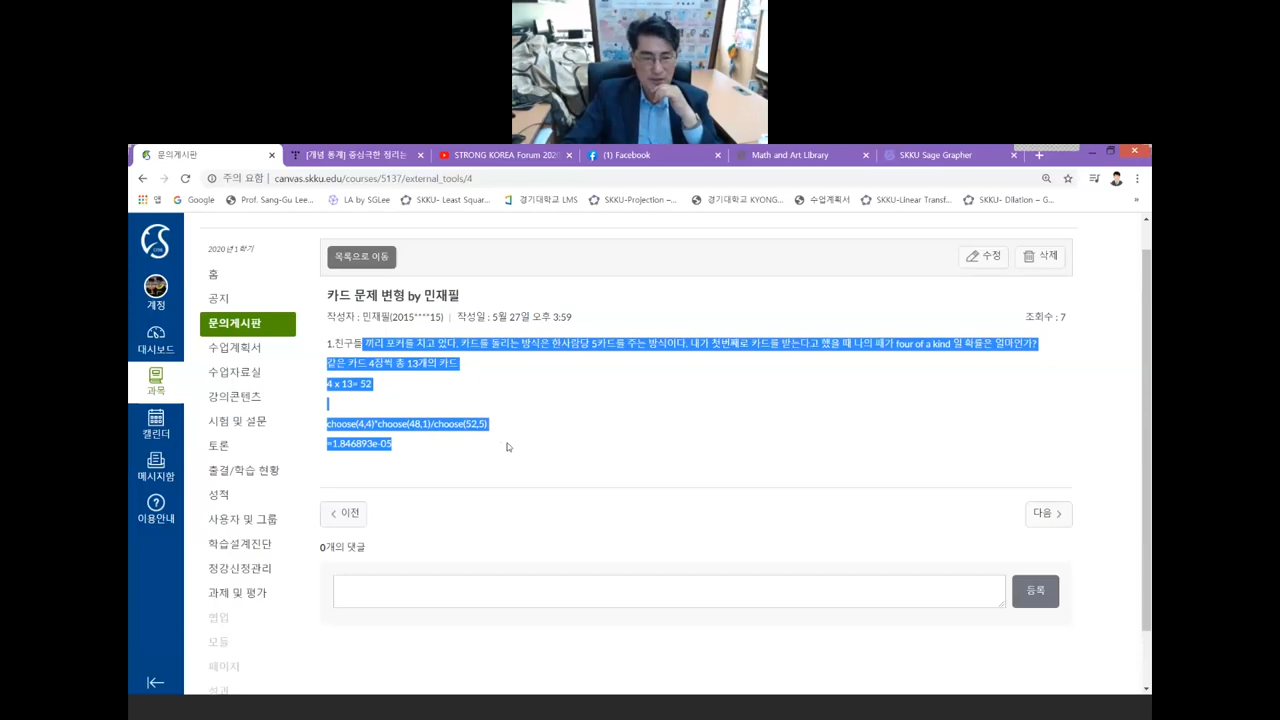 문의게시판
[개념 통계] 중심극한 정리는
STRONG KOREA Forum 202
(1) Facebook
Math and Art Library
SKKU Sage Grapher
주의 요함 | canvas.skku.edu/courses/5137/external_tools/4
앱
Google
Prof. Sang-Gu Lee...
LA by SGLee
SKKU- Least Squar...
경기대학교 LMS
SKKU-Projection –...
경기대학교 KYONG...
수업계획서
SKKU-Linear Transf...
SKKU- Dilation – G...
»
계정
대시보드
과목
캘린더
메시지함
이용안내
2020년 1학기
홈
공지
문의게시판
수업계획서
수업자료실
강의콘텐츠
시험 및 설문
토론
출결/학습 현황
성적
사용자 및 그룹
학습설계진단
정강신청관리
과제 및 평가
협업
모듈
페이지
성과
목록으로 이동
수정
삭제
카드 문제 변형 by 민재필
작성자 : 민재필(2015****15) | 작성일 : 5월 27일 오후 3:59
조회수 : 7
1.친구들 끼리 포커를 치고 있다. 카드를 돌리는 방식은 한사람당 5카드를 주는 방식이다. 내가 첫번째로 카드를 받는다고 했을 때 나의 패가 four of a kind 일 확률은 얼마인가?
같은 카드 4장씩 총 13개의 카드
4 x 13= 52
choose(4,4)*choose(48,1)/choose(52,5)
=1.846893e-05
이전
다음
0개의 댓글
등록